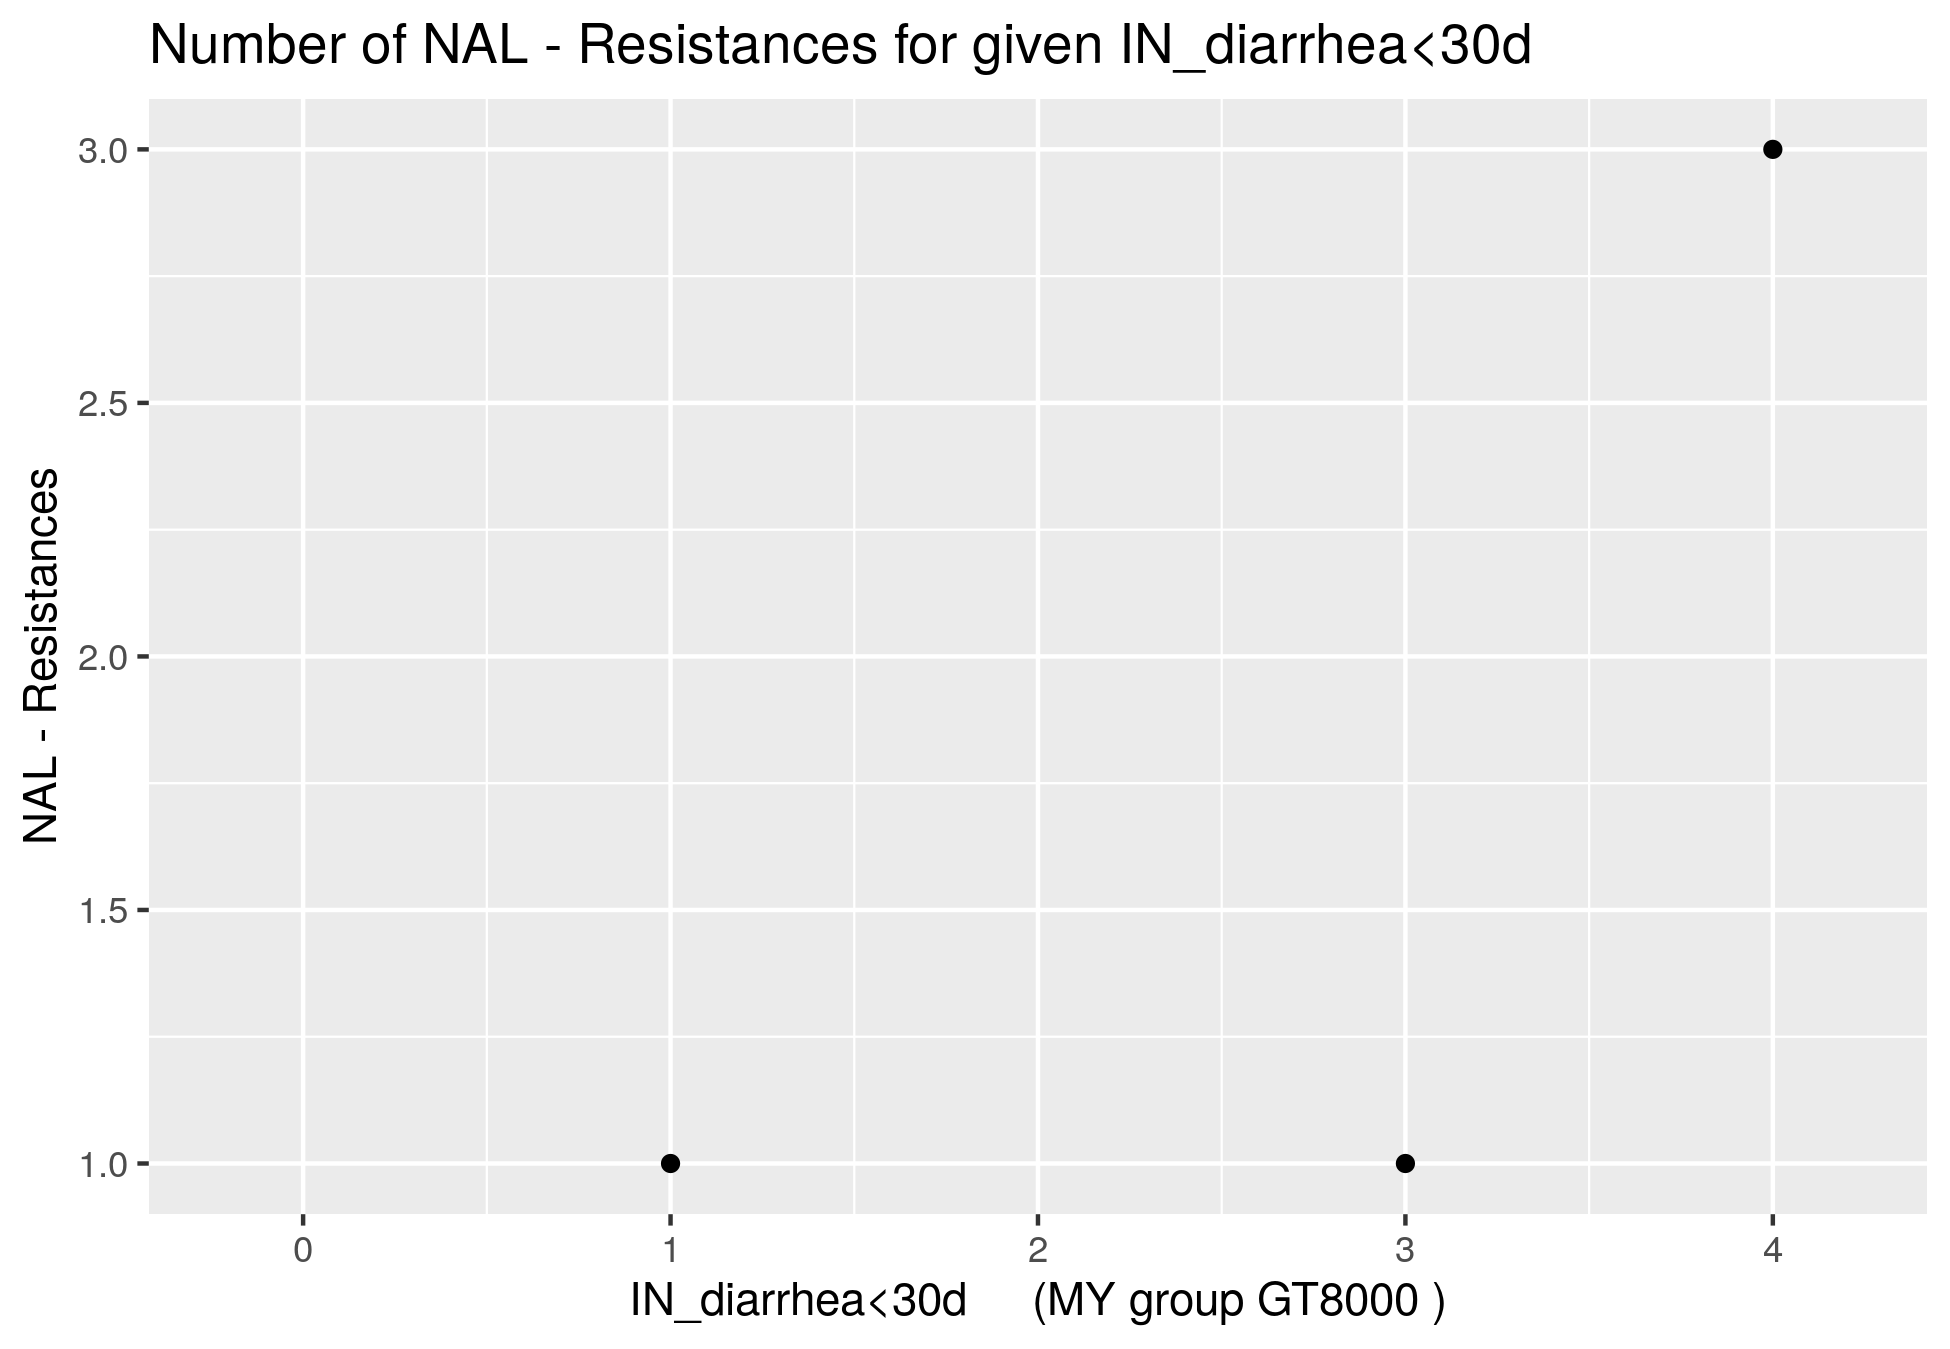 Number of NAL - Resistances for given IN_diarrhea<30d
3.0
2.5
2.0
1.5
1.0
NAL - Resistances
0 1 2 3 4
IN_diarrhea<30d (MY group GT8000 )